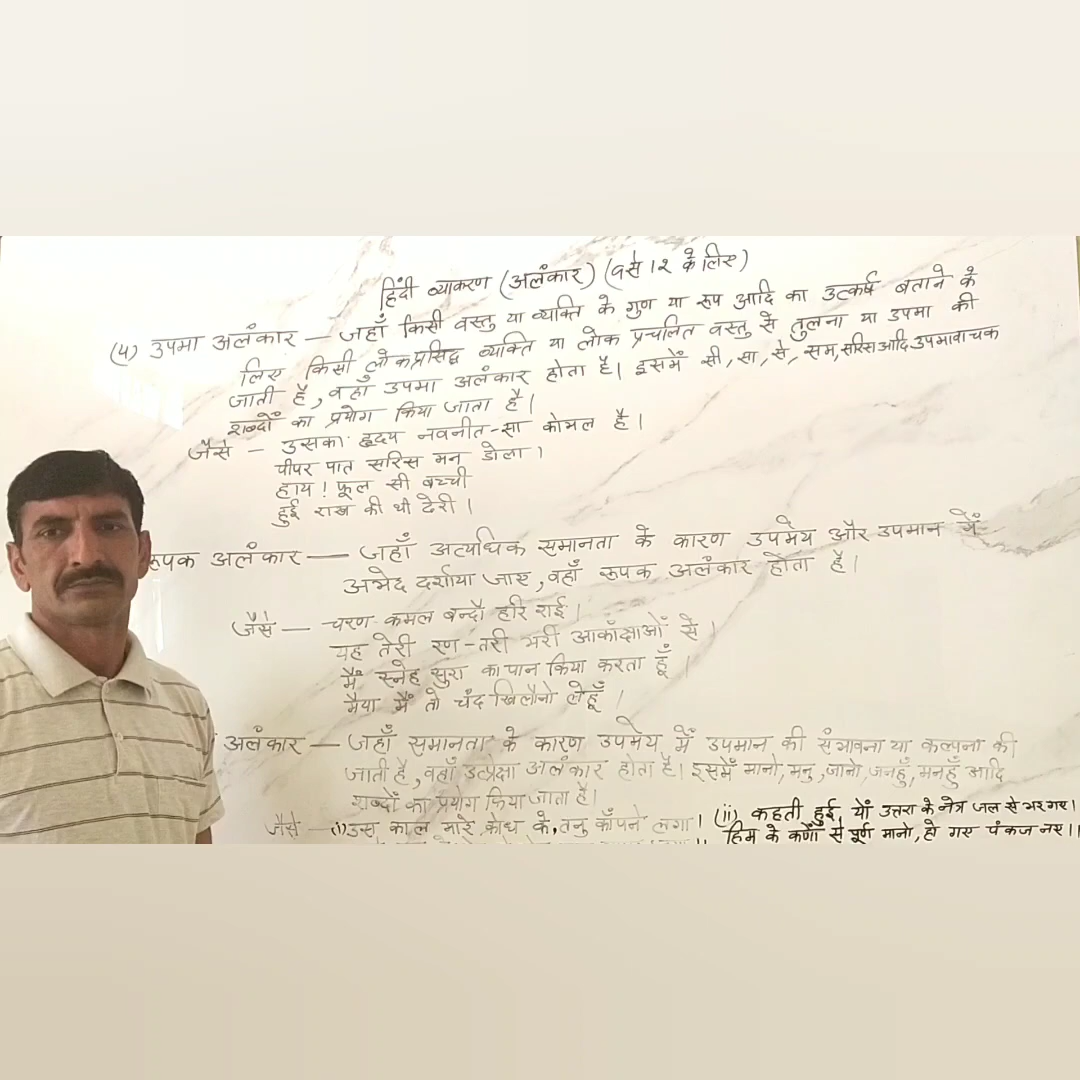 हिंदी व्याकरण (अलंकार) (9 से 12 के लिए)
(4) उपमा अलंकार — जहाँ किसी वस्तु या व्यक्ति के गुण या रूप आदि का उत्कर्ष बताने के
लिए किसी लोकप्रसिद्ध व्यक्ति या लोक प्रचलित वस्तु से तुलना या उपमा की
जाती है, वहाँ उपमा अलंकार होता है। इसमें सी, सा, से, सम, सरिस आदि उपमावाचक
शब्दों का प्रयोग किया जाता है।
जैसे — उसका हृदय नवनीत-सा कोमल है।
पीपर पात सरिस मन डोला।
हाय! फूल सी बच्ची
हुई राख की थी ढेरी।
रूपक अलंकार — जहाँ अत्यधिक समानता के कारण उपमेय और उपमान में
अभेद दर्शाया जाए, वहाँ रूपक अलंकार होता है।
जैसे — चरण-कमल बन्दौ हरि राई।
यह तेरी रण-तरी भरी आकाँक्षाओं से।
मैं स्नेह सुरा का पान किया करता हूँ।
मैया मैं तो चंद खिलौनो लेहूँ।
अलंकार — जहाँ समानता के कारण उपमेय में उपमान की संभावना या कल्पना की
जाती है, वहाँ उत्प्रेक्षा अलंकार होता है। इसमें मानो, मनु, जानो, जनहुँ, मनहुँ आदि
शब्दों का प्रयोग किया जाता है।
जैसे — (i) उस काल मारे क्रोध के, तनु काँपने लगा। (ii) कहती हुई, यों उत्तरा के नेत्र जल से भर गए।
हिम के कणों से पूर्ण मानो, हो गए पंकज नए।।